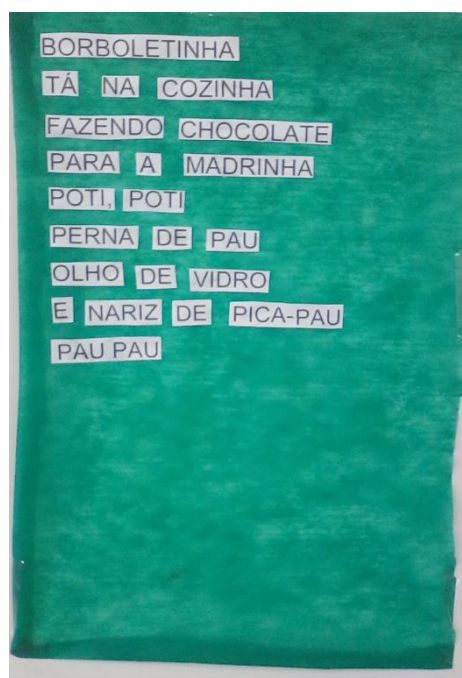 BORBOLETINHA
TÁ NA COZINHA
FAZENDO CHOCOLATE
PARA A MADRINHA
POTI, POTI
PERNA DE PAU
OLHO DE VIDRO
E NARIZ DE PICA-PAU
PAU PAU